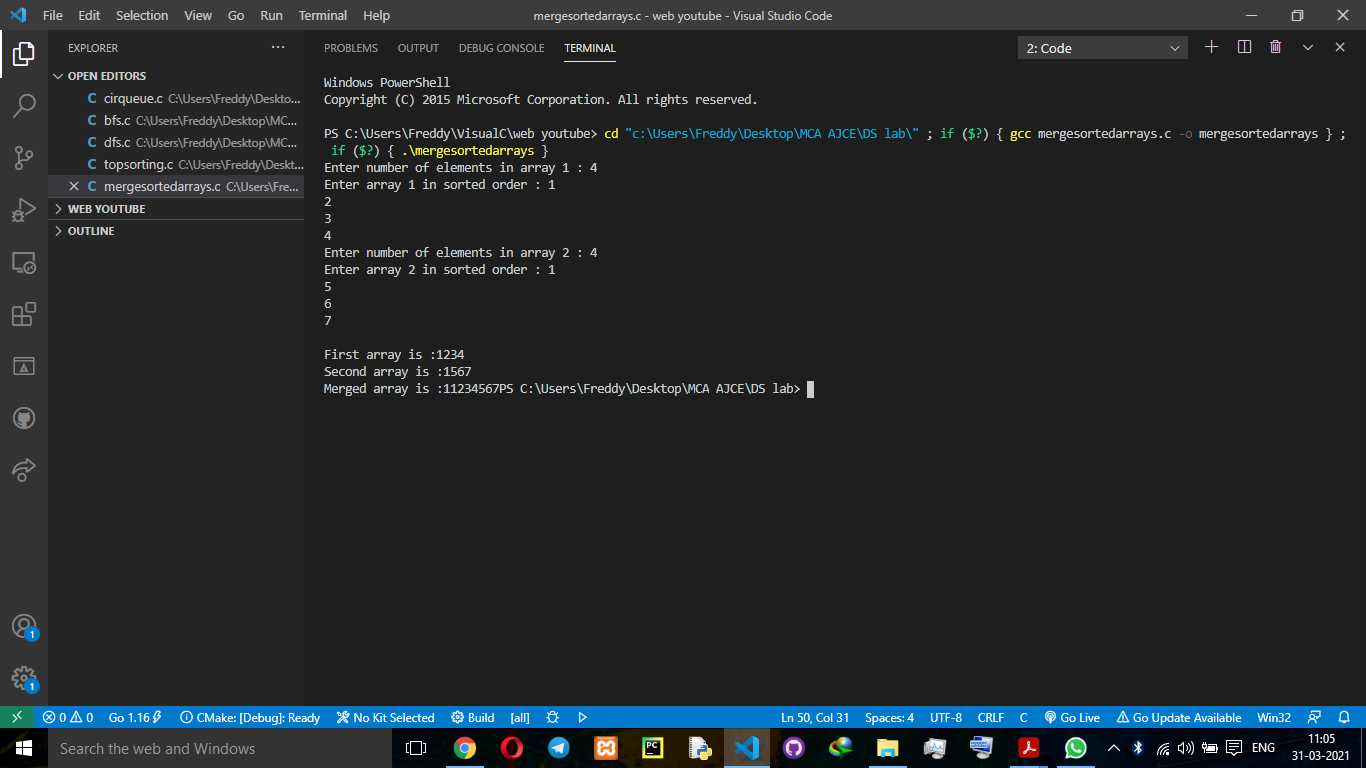 File Edit Selection View Go Run Terminal Help
mergesortedarrays.c - web youtube - Visual Studio Code
EXPLORER
OPEN EDITORS
C cirqueue.c C:\Users\Freddy\Deskto...
C bfs.c C:\Users\Freddy\Desktop\MC...
C dfs.c C:\Users\Freddy\Desktop\MC...
C topsorting.c C:\Users\Freddy\Deskt...
C mergesortedarrays.c C:\Users\Fre...
WEB YOUTUBE
OUTLINE
PROBLEMS OUTPUT DEBUG CONSOLE TERMINAL
2: Code
Windows PowerShell
Copyright (C) 2015 Microsoft Corporation. All rights reserved.
PS C:\Users\Freddy\VisualC\web youtube> cd "c:\Users\Freddy\Desktop\MCA AJCE\DS lab\" ; if ($?) { gcc mergesortedarrays.c -o mergesortedarrays } ;
if ($?) { .\mergesortedarrays }
Enter number of elements in array 1 : 4
Enter array 1 in sorted order : 1
2
3
4
Enter number of elements in array 2 : 4
Enter array 2 in sorted order : 1
5
6
7
First array is :1234
Second array is :1567
Merged array is :11234567PS C:\Users\Freddy\Desktop\MCA AJCE\DS lab>
1
1
0 0 Go 1.16 CMake: [Debug]: Ready No Kit Selected Build [all]
Ln 50, Col 31 Spaces: 4 UTF-8 CRLF C Go Live Go Update Available Win32
Search the web and Windows
PC
ENG
11:05
31-03-2021